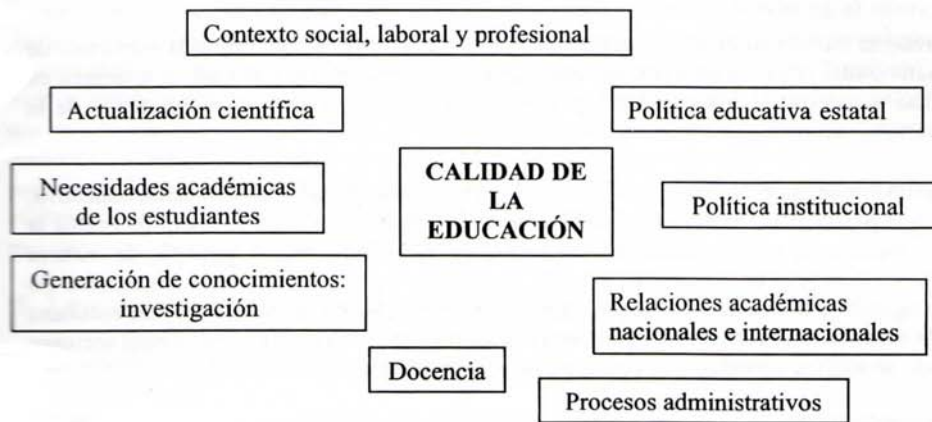 Contexto social, laboral y profesional
Actualización científica
Política educativa estatal
CALIDAD DE
LA
EDUCACIÓN
Necesidades académicas
de los estudiantes
Política institucional
Generación de conocimientos:
investigación
Relaciones académicas
nacionales e internacionales
Docencia
Procesos administrativos